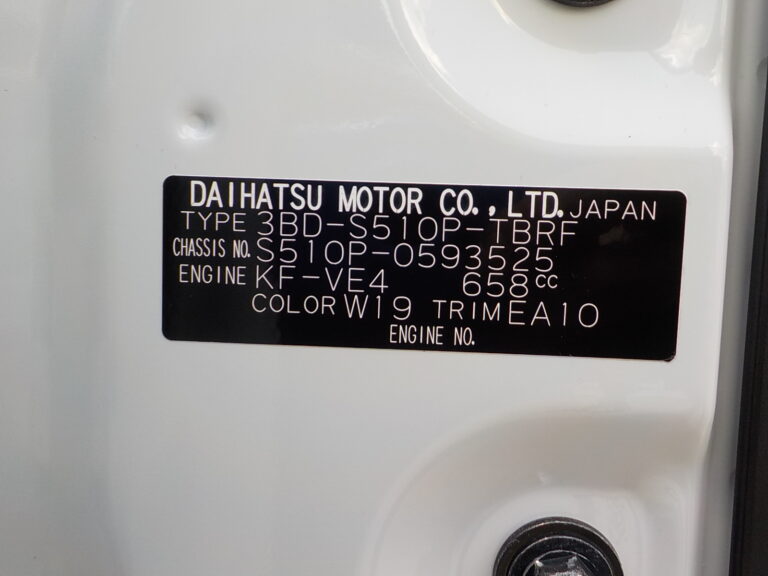 DAIHATSU MOTOR CO., LTD. JAPAN
TYPE 3BD-S510P-TBRF
CHASSIS NO. S510P-0593525
ENGINE KF-VE4 658cc
COLOR W19 TRIM EA10
ENGINE NO.